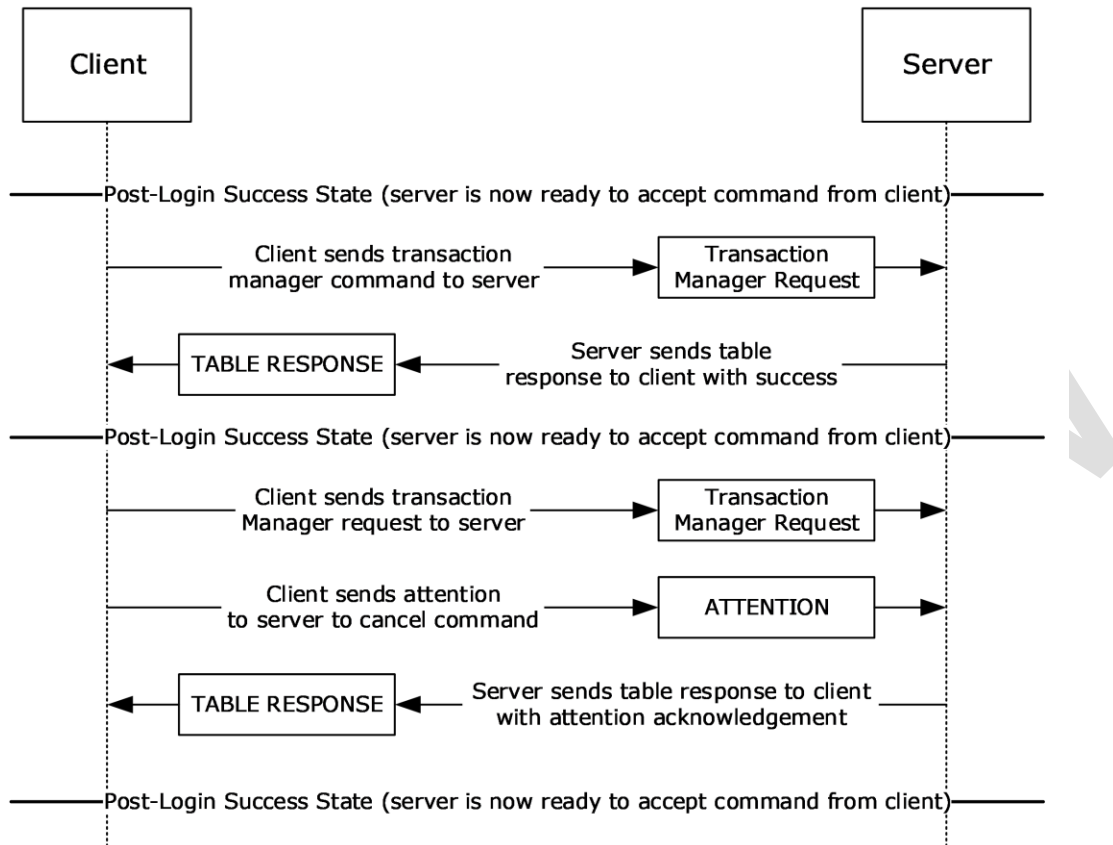 Client
Server
Post-Login Success State (server is now ready to accept command from client)
Client sends transaction
manager command to server
Transaction
Manager Request
TABLE RESPONSE
Server sends table
response to client with success
Post-Login Success State (server is now ready to accept command from client)
Client sends transaction
Manager request to server
Transaction
Manager Request
Client sends attention
to server to cancel command
ATTENTION
TABLE RESPONSE
Server sends table response to client
with attention acknowledgement
Post-Login Success State (server is now ready to accept command from client)